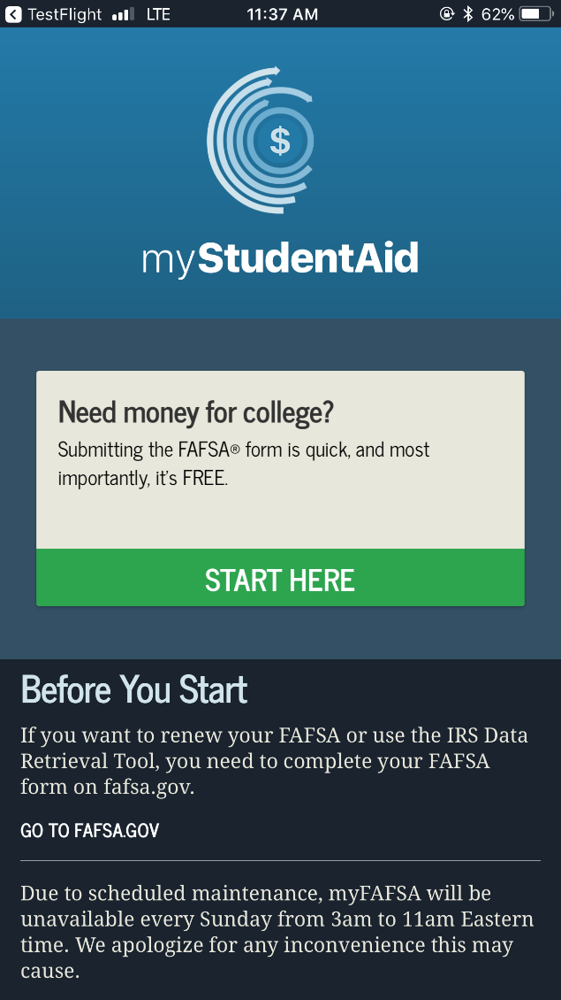 TestFlight LTE 11:37 AM 62%
$
myStudentAid
Need money for college?
Submitting the FAFSA® form is quick, and most
importantly, it's FREE.
START HERE
Before You Start
If you want to renew your FAFSA or use the IRS Data
Retrieval Tool, you need to complete your FAFSA
form on fafsa.gov.
GO TO FAFSA.GOV
Due to scheduled maintenance, myFAFSA will be
unavailable every Sunday from 3am to 11am Eastern
time. We apologize for any inconvenience this may
cause.